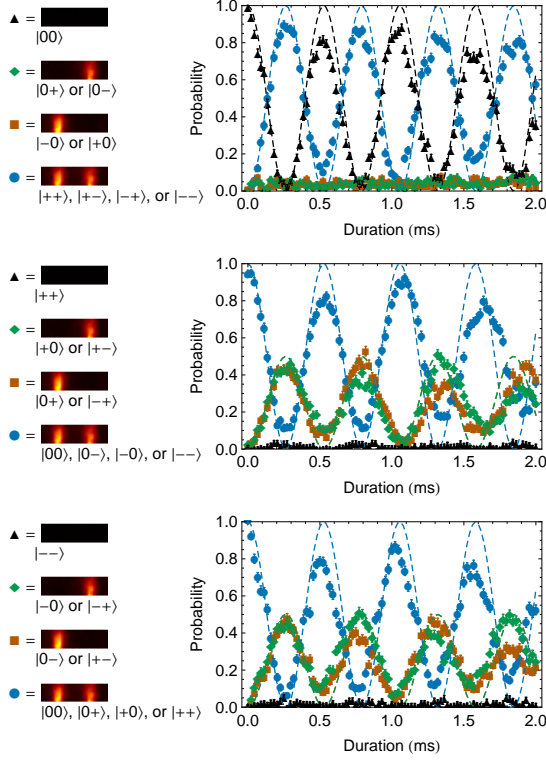 ▲ =
|00⟩
◆ =
|0+⟩ or |0−⟩
■ =
|−0⟩ or |+0⟩
● =
|++⟩, |+−⟩, |−+⟩, or |−−⟩
Probability
1.0
0.8
0.6
0.4
0.2
0.0
0.0 0.5 1.0 1.5 2.0
Duration (ms)
▲ =
|++⟩
◆ =
|+0⟩ or |+−⟩
■ =
|0+⟩ or |−+⟩
● =
|00⟩, |0−⟩, |−0⟩, or |−−⟩
Probability
1.0
0.8
0.6
0.4
0.2
0.0
0.0 0.5 1.0 1.5 2.0
Duration (ms)
▲ =
|−−⟩
◆ =
|−0⟩ or |−+⟩
■ =
|0−⟩ or |+−⟩
● =
|00⟩, |0+⟩, |+0⟩, or |++⟩
Probability
1.0
0.8
0.6
0.4
0.2
0.0
0.0 0.5 1.0 1.5 2.0
Duration (ms)